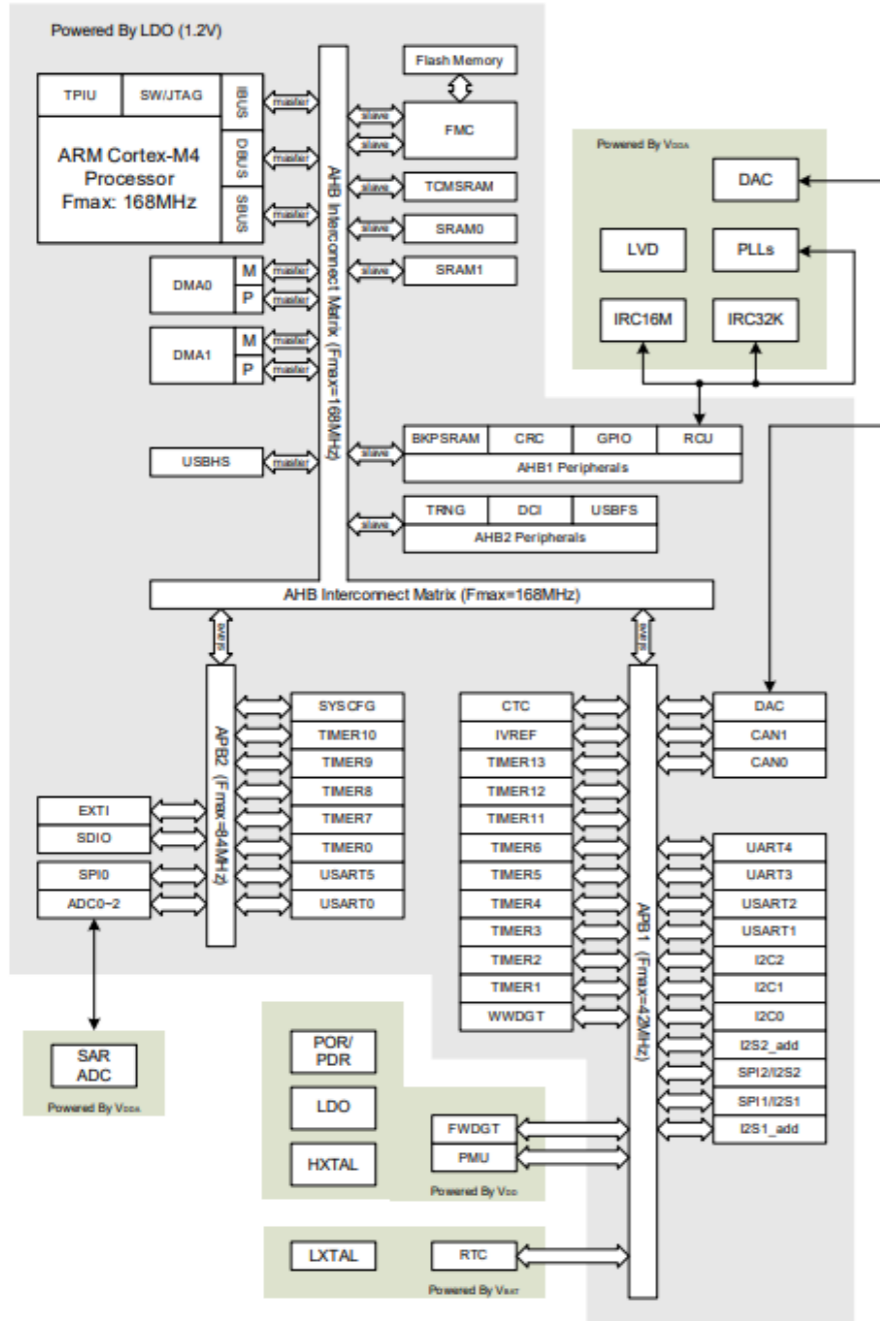 Powered By LDO (1.2V)
TPIU
SW/JTAG
IBUS
DBUS
SBUS
ARM Cortex-M4
Processor
Fmax: 168MHz
master
master
master
DMA0
M
P
master
master
DMA1
M
P
master
master
USBHS
master
AHB Interconnect Matrix (Fmax=168MHz)
Flash Memory
slave
slave
FMC
slave
TCMSRAM
slave
SRAM0
slave
SRAM1
Powered By VDDA
DAC
LVD
PLLs
IRC16M
IRC32K
slave
BKPSRAM
CRC
GPIO
RCU
AHB1 Peripherals
slave
TRNG
DCI
USBFS
AHB2 Peripherals
AHB Interconnect Matrix (Fmax=168MHz)
slave
slave
APB2 (Fmax=84MHz)
EXTI
SDIO
SPI0
ADC0~2
SYSCFG
TIMER10
TIMER9
TIMER8
TIMER7
TIMER0
USART5
USART0
SAR
ADC
Powered By VDDA
CTC
IVREF
TIMER13
TIMER12
TIMER11
TIMER6
TIMER5
TIMER4
TIMER3
TIMER2
TIMER1
WWDGT
APB1 (Fmax=42MHz)
DAC
CAN1
CAN0
UART4
UART3
USART2
USART1
I2C2
I2C1
I2C0
I2S2_add
SPI2/I2S2
SPI1/I2S1
I2S1_add
POR/
PDR
LDO
HXTAL
FWDGT
PMU
Powered By VDD
LXTAL
RTC
Powered By VBAT